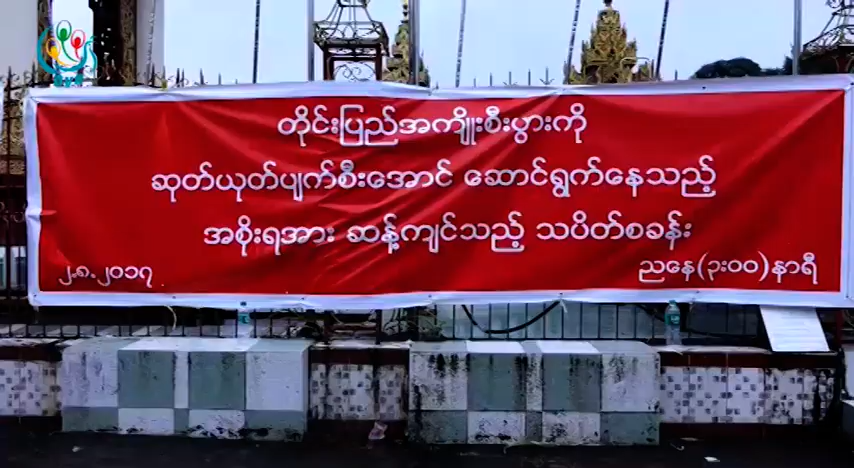 တိုင်းပြည်အကျိုးစီးပွားကို
ဆုတ်ယုတ်ပျက်စီးအောင် ဆောင်ရွက်နေသည့်
အစိုးရအား ဆန့်ကျင်သည့် သပိတ်စခန်း
၂.၈.၂၀၁၇
ညနေ(၃း၀၀)နာရီ